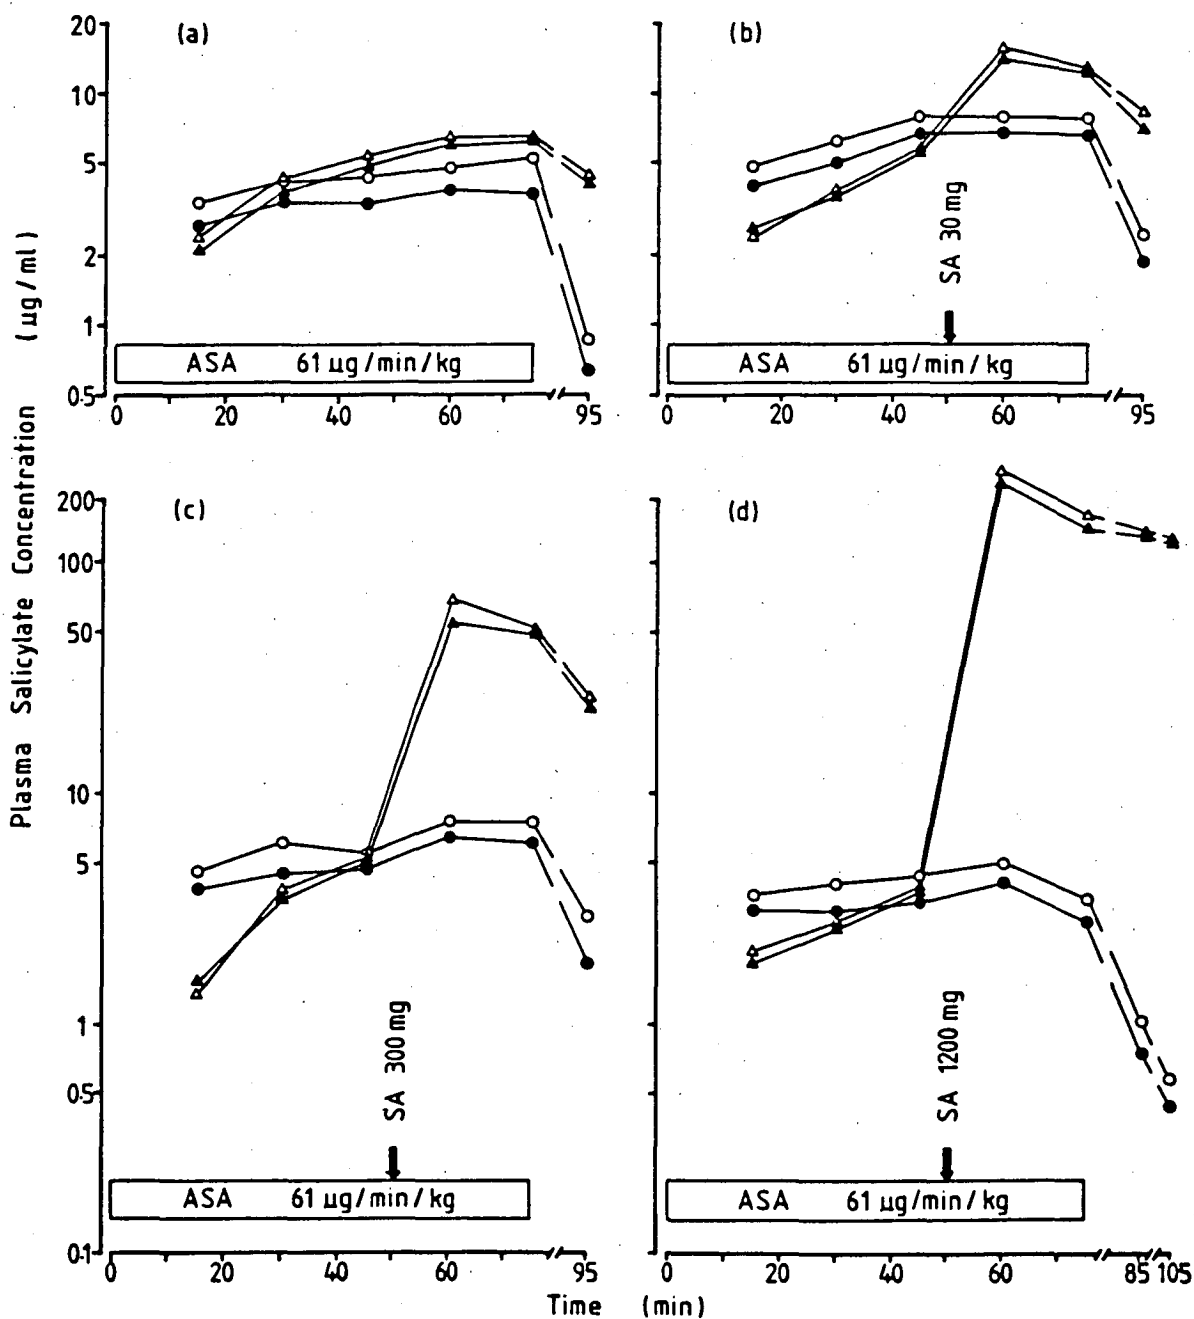 (a)
20
10
5
2
1
0.5
ASA 61 µg/min/kg
0 20 40 60 95
(b)
SA 30 mg
ASA 61 µg/min/kg
0 20 40 60 95
Plasma Salicylate Concentration (µg/ml)
(c)
200
100
50
10
5
1
0.5
0.1
SA 300 mg
ASA 61 µg/min/kg
0 20 40 60 95
(d)
SA 1200 mg
ASA 61 µg/min/kg
0 20 40 60 85 105
Time (min)